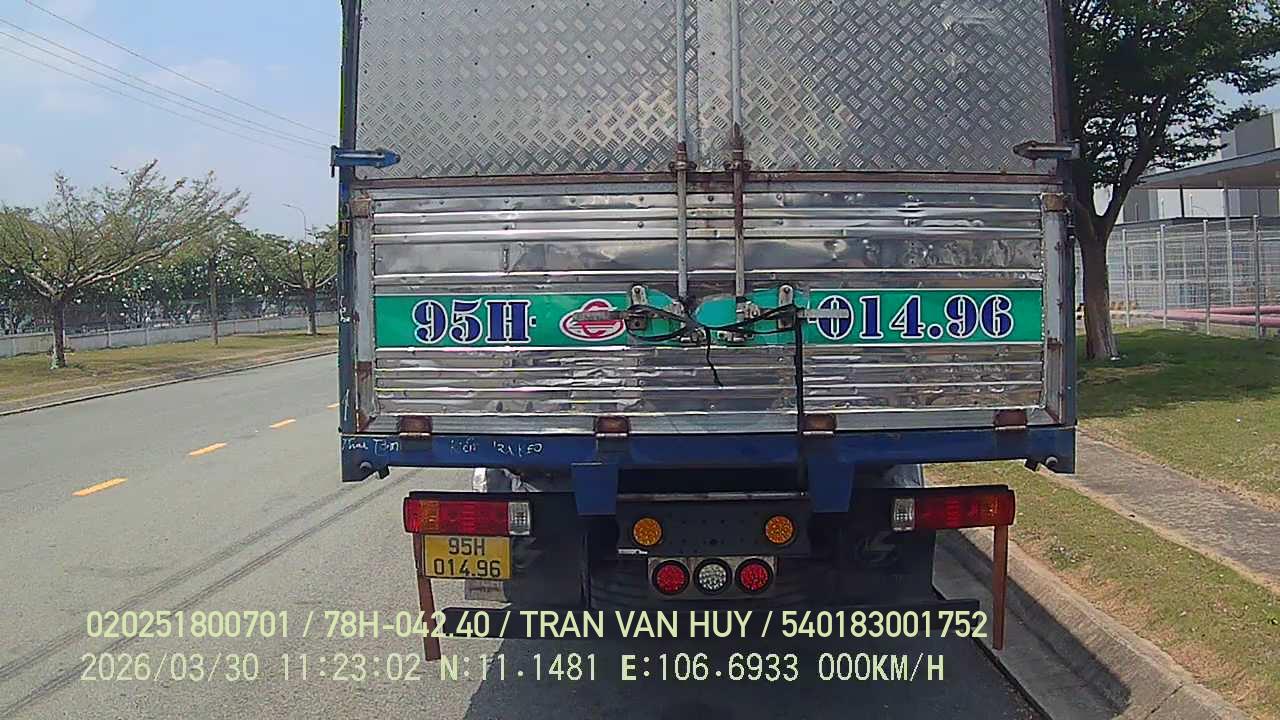 95H 014.96
95H
014.96
020251800701 / 78H-042.40 / TRAN VAN HUY / 540183001752
2026/03/30 11:23:02 N:11.1481 E:106.6933 000KM/H